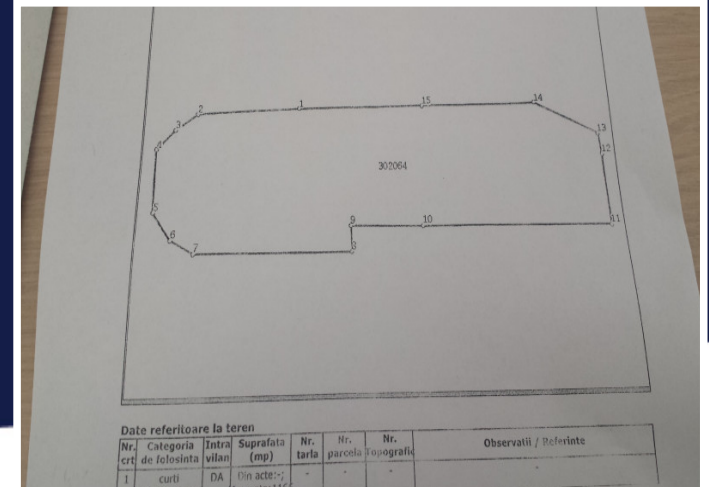 14
15
1
2
3
13
4
12
302064
5
9
10
11
6
7
8
Date referitoare la teren
Nr. crt
Categoria de folosinta
Intra vilan
Suprafata (mp)
Nr. tarla
Nr. parcela
Nr. Topografic
Observatii / Referinte
1
curti
DA
Din acte:-;
-
-
-
-